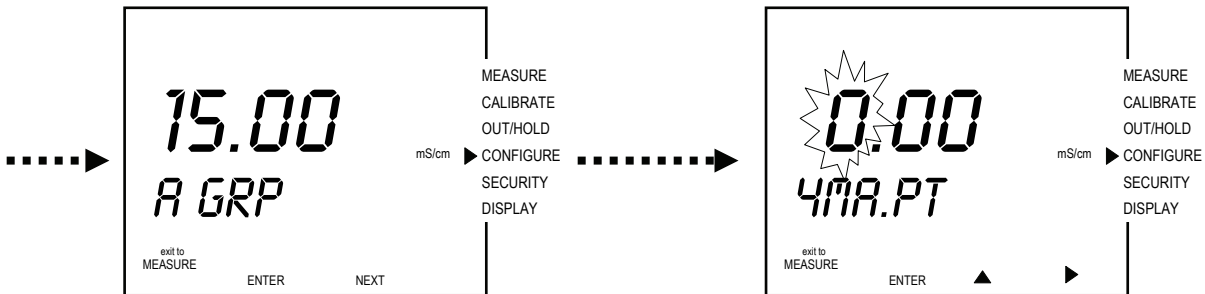 15.00
A GRP
mS/cm
MEASURE
CALIBRATE
OUT/HOLD
CONFIGURE
SECURITY
DISPLAY
exit to
MEASURE
ENTER NEXT
0.00
4MA.PT
mS/cm
MEASURE
CALIBRATE
OUT/HOLD
CONFIGURE
SECURITY
DISPLAY
exit to
MEASURE
ENTER